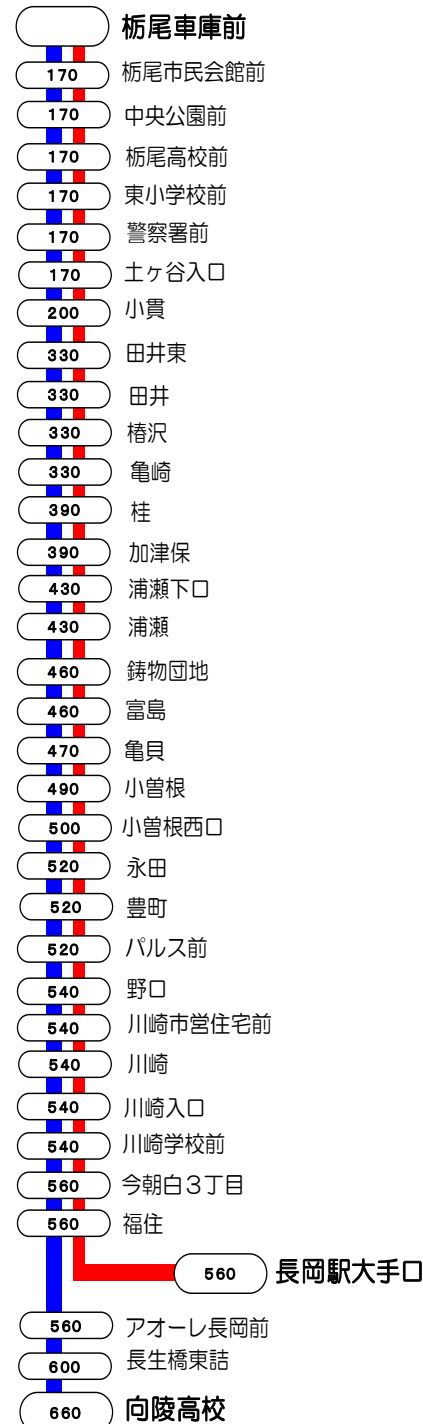 栃尾車庫前
170 栃尾市民会館前
170 中央公園前
170 栃尾高校前
170 東小学校前
170 警察署前
170 土ヶ谷入口
200 小貫
330 田井東
330 田井
330 椿沢
330 亀崎
390 桂
390 加津保
430 浦瀬下口
430 浦瀬
460 鋳物団地
460 富島
470 亀貝
490 小曽根
500 小曽根西口
520 永田
520 豊町
520 パルス前
540 野口
540 川崎市営住宅前
540 川崎
540 川崎入口
540 川崎学校前
560 今朝白3丁目
560 福住
560 長岡駅大手口
560 アオーレ長岡前
600 長生橋東詰
660 向陵高校